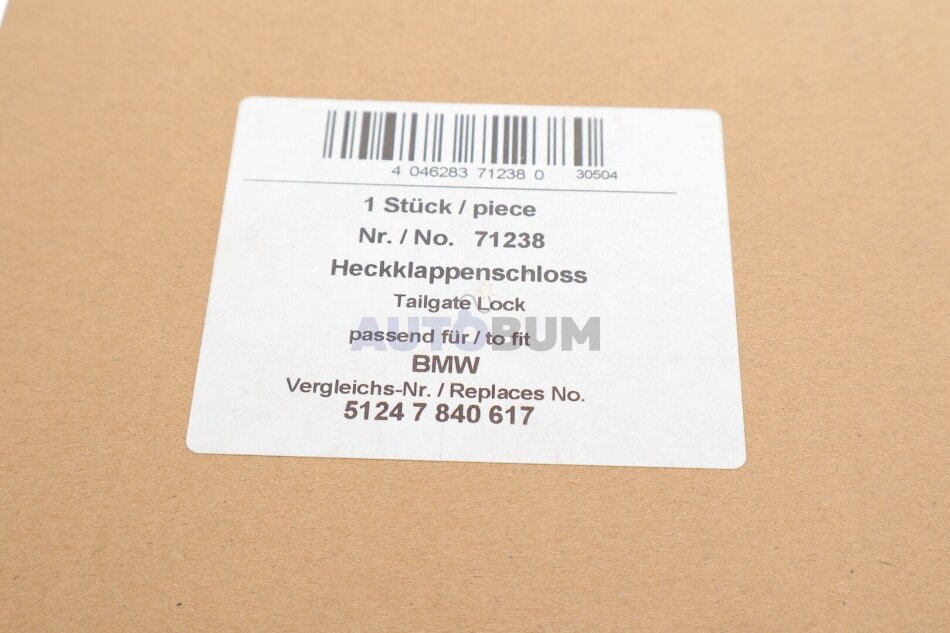 4 046283 71238 0 30504
1 Stück / piece
Nr. / No. 71238
Heckklappenschloss
Tailgate Lock
AUTOBUM
passend für / to fit
BMW
Vergleichs-Nr. / Replaces No.
5124 7 840 617